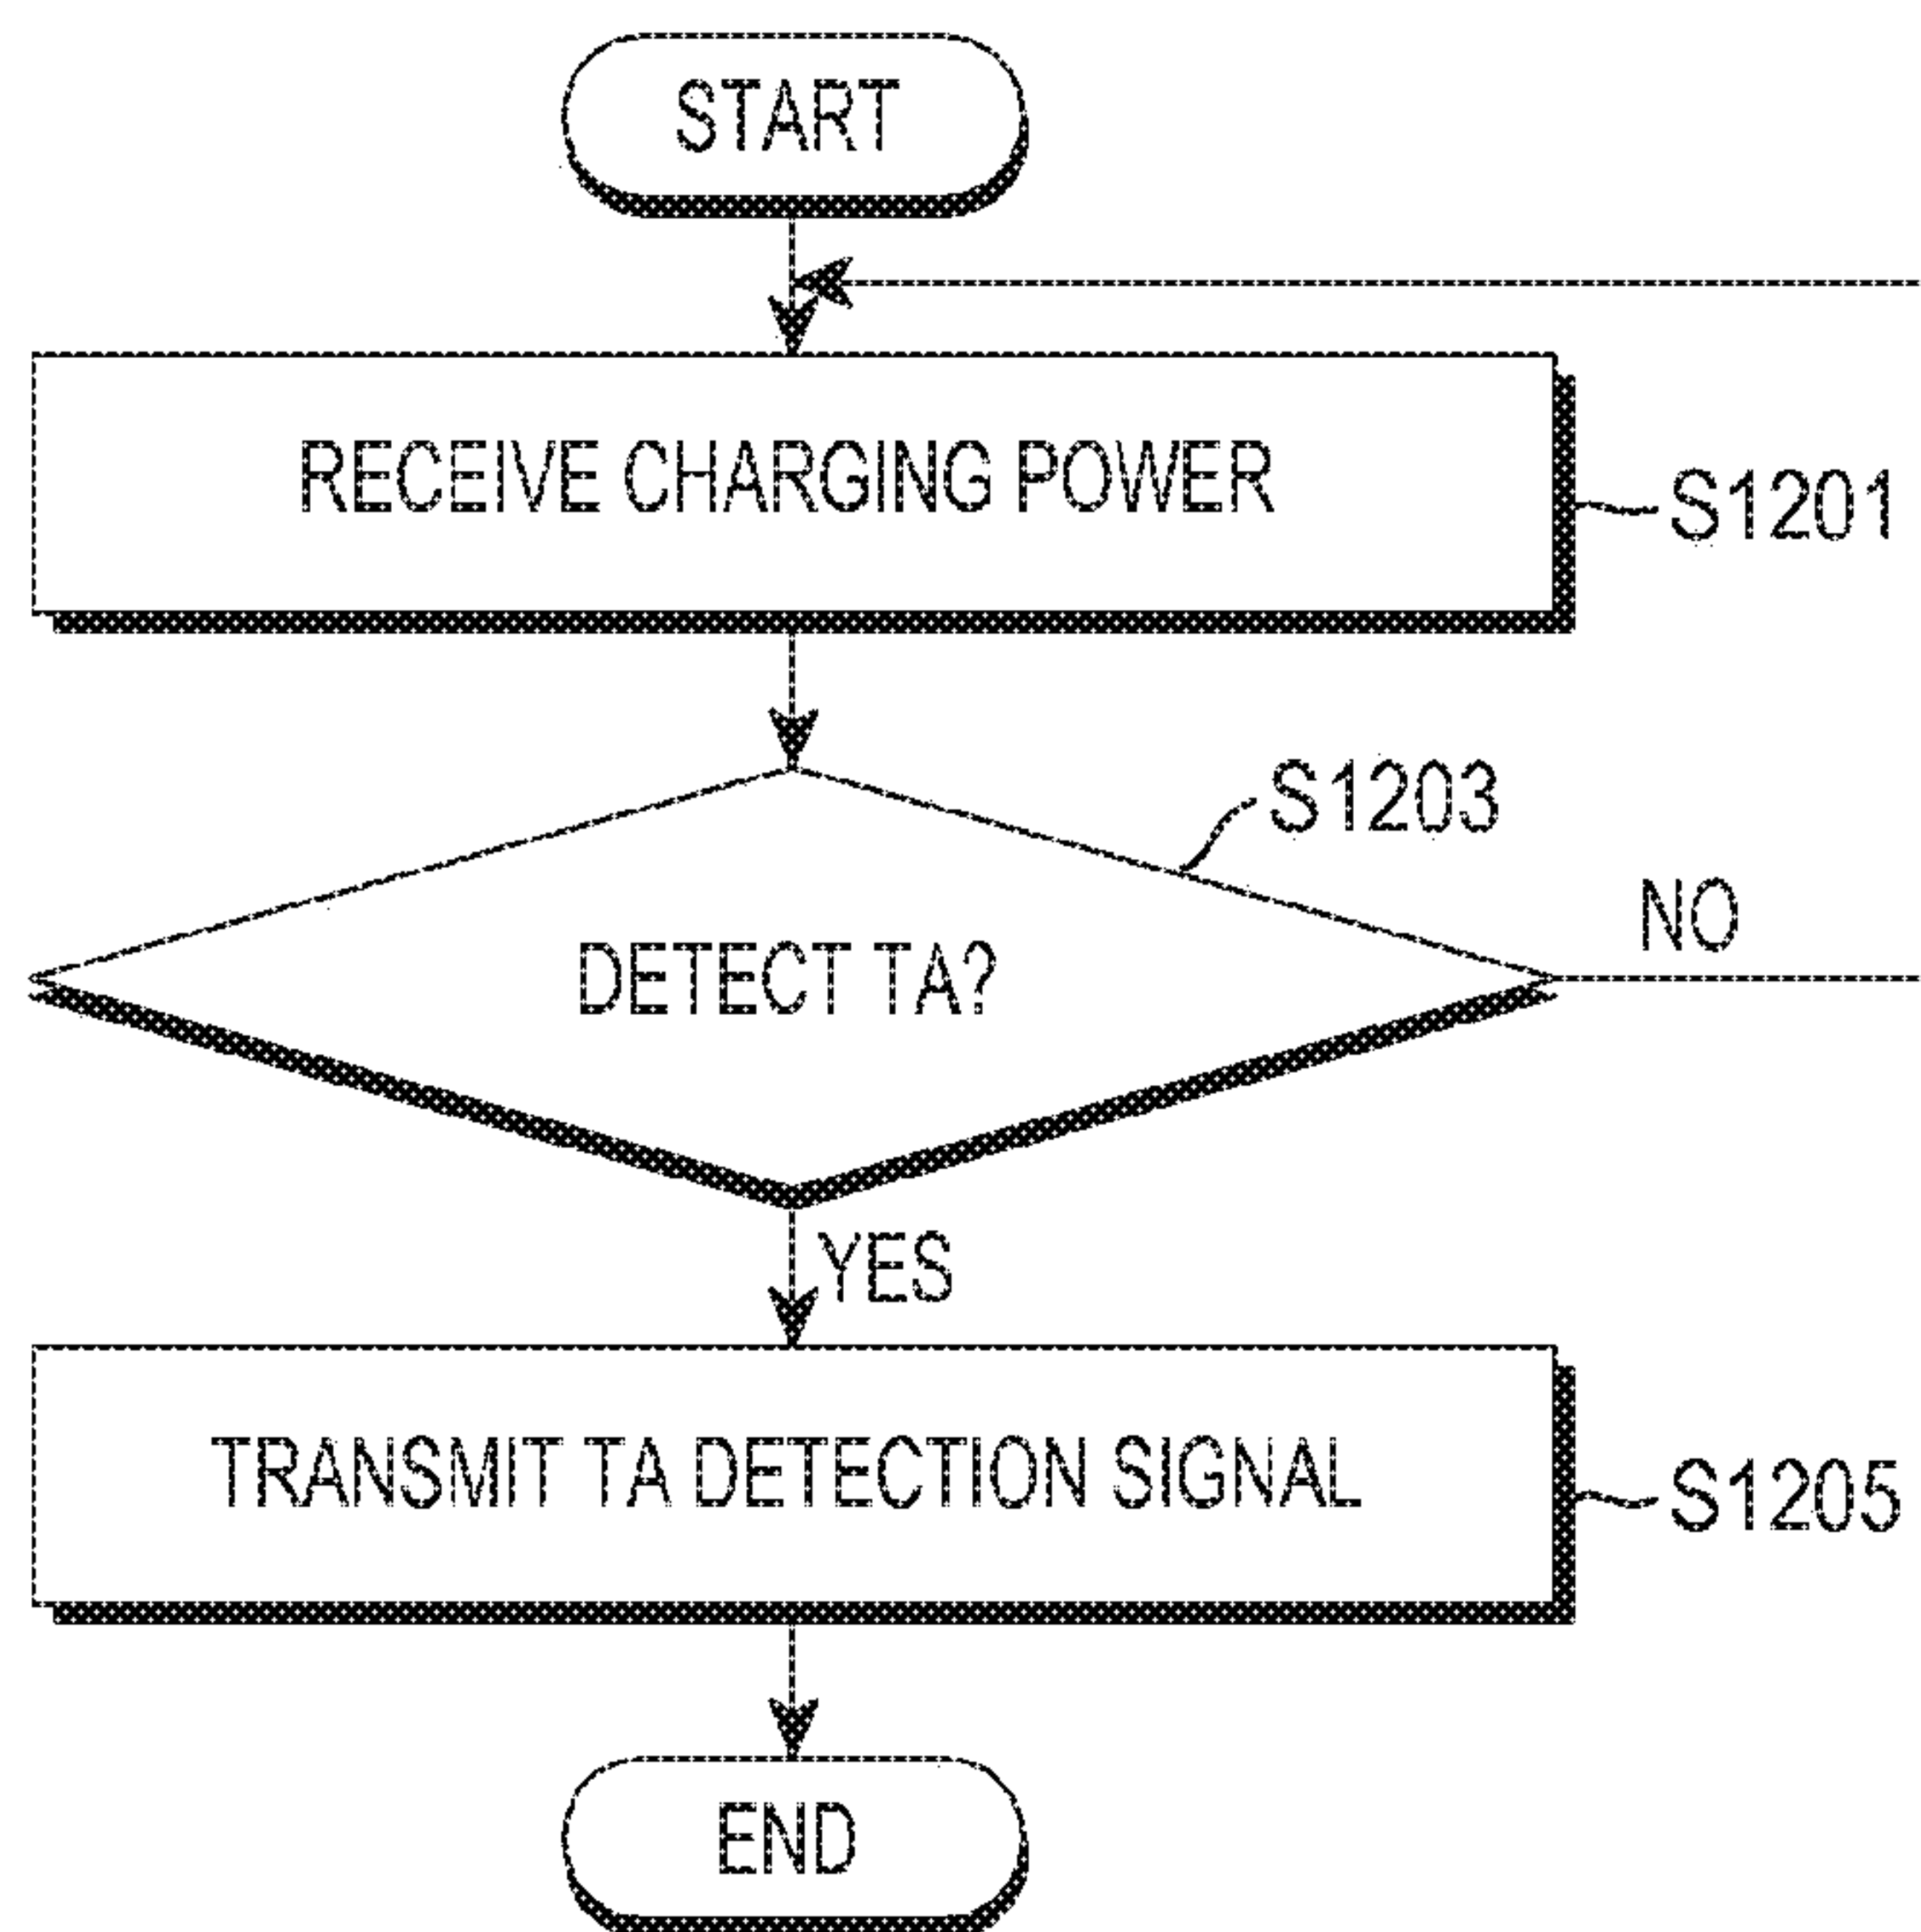 START
RECEIVE CHARGING POWER
S1201
S1203
DETECT TA?
NO
YES
TRANSMIT TA DETECTION SIGNAL
S1205
END